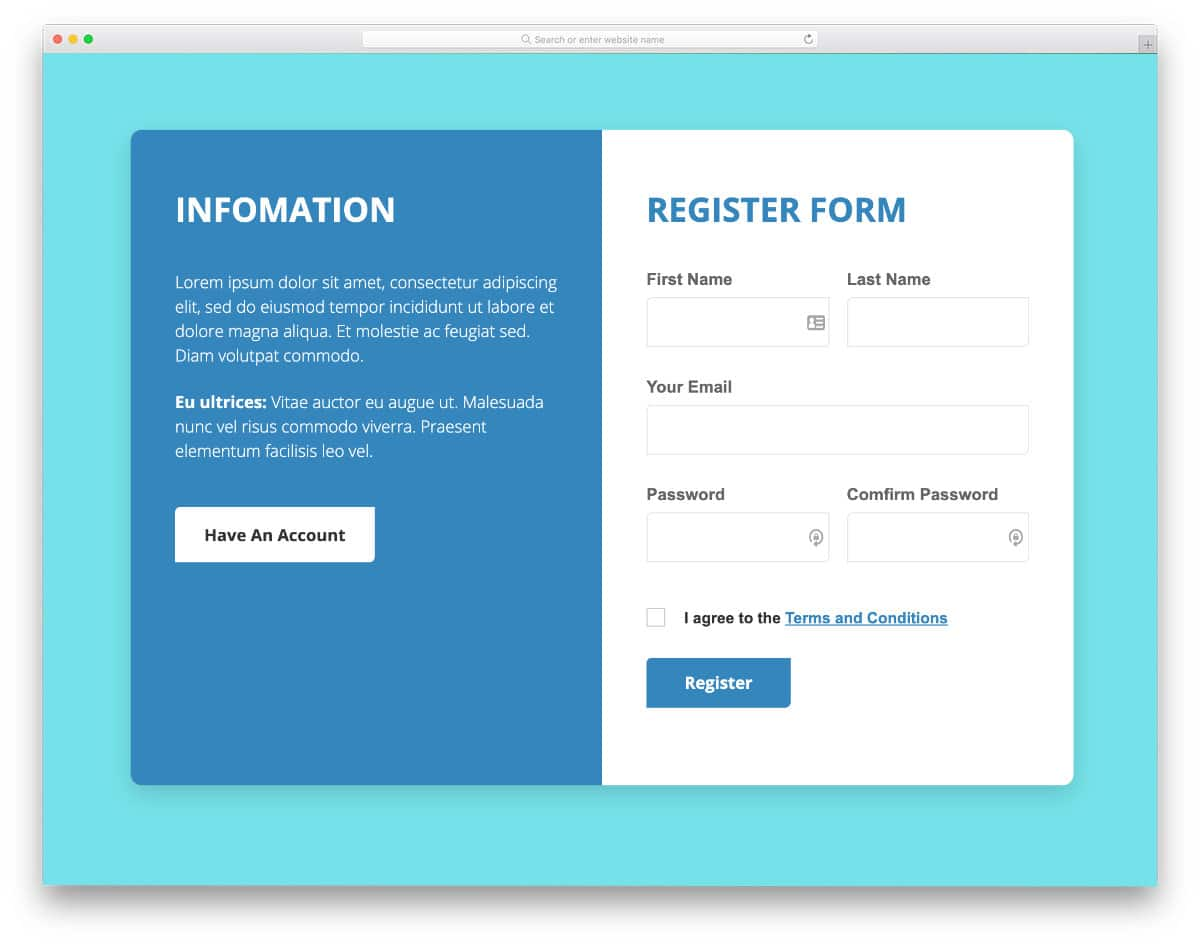 Search or enter website name
INFOMATION
Lorem ipsum dolor sit amet, consectetur adipiscing
elit, sed do eiusmod tempor incididunt ut labore et
dolore magna aliqua. Et molestie ac feugiat sed.
Diam volutpat commodo.
Eu ultrices: Vitae auctor eu augue ut. Malesuada
nunc vel risus commodo viverra. Praesent
elementum facilisis leo vel.
Have An Account
REGISTER FORM
First Name
Last Name
Your Email
Password
Comfirm Password
I agree to the Terms and Conditions
Register